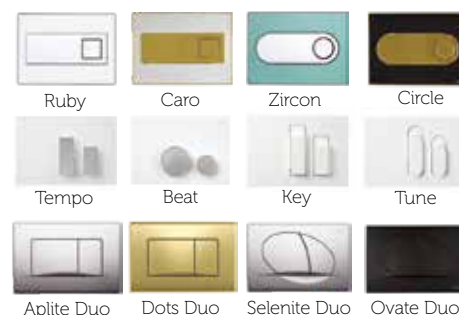 Ruby Caro Zircon Circle
Tempo Beat Key Tune
Aplite Duo Dots Duo Selenite Duo Ovate Duo